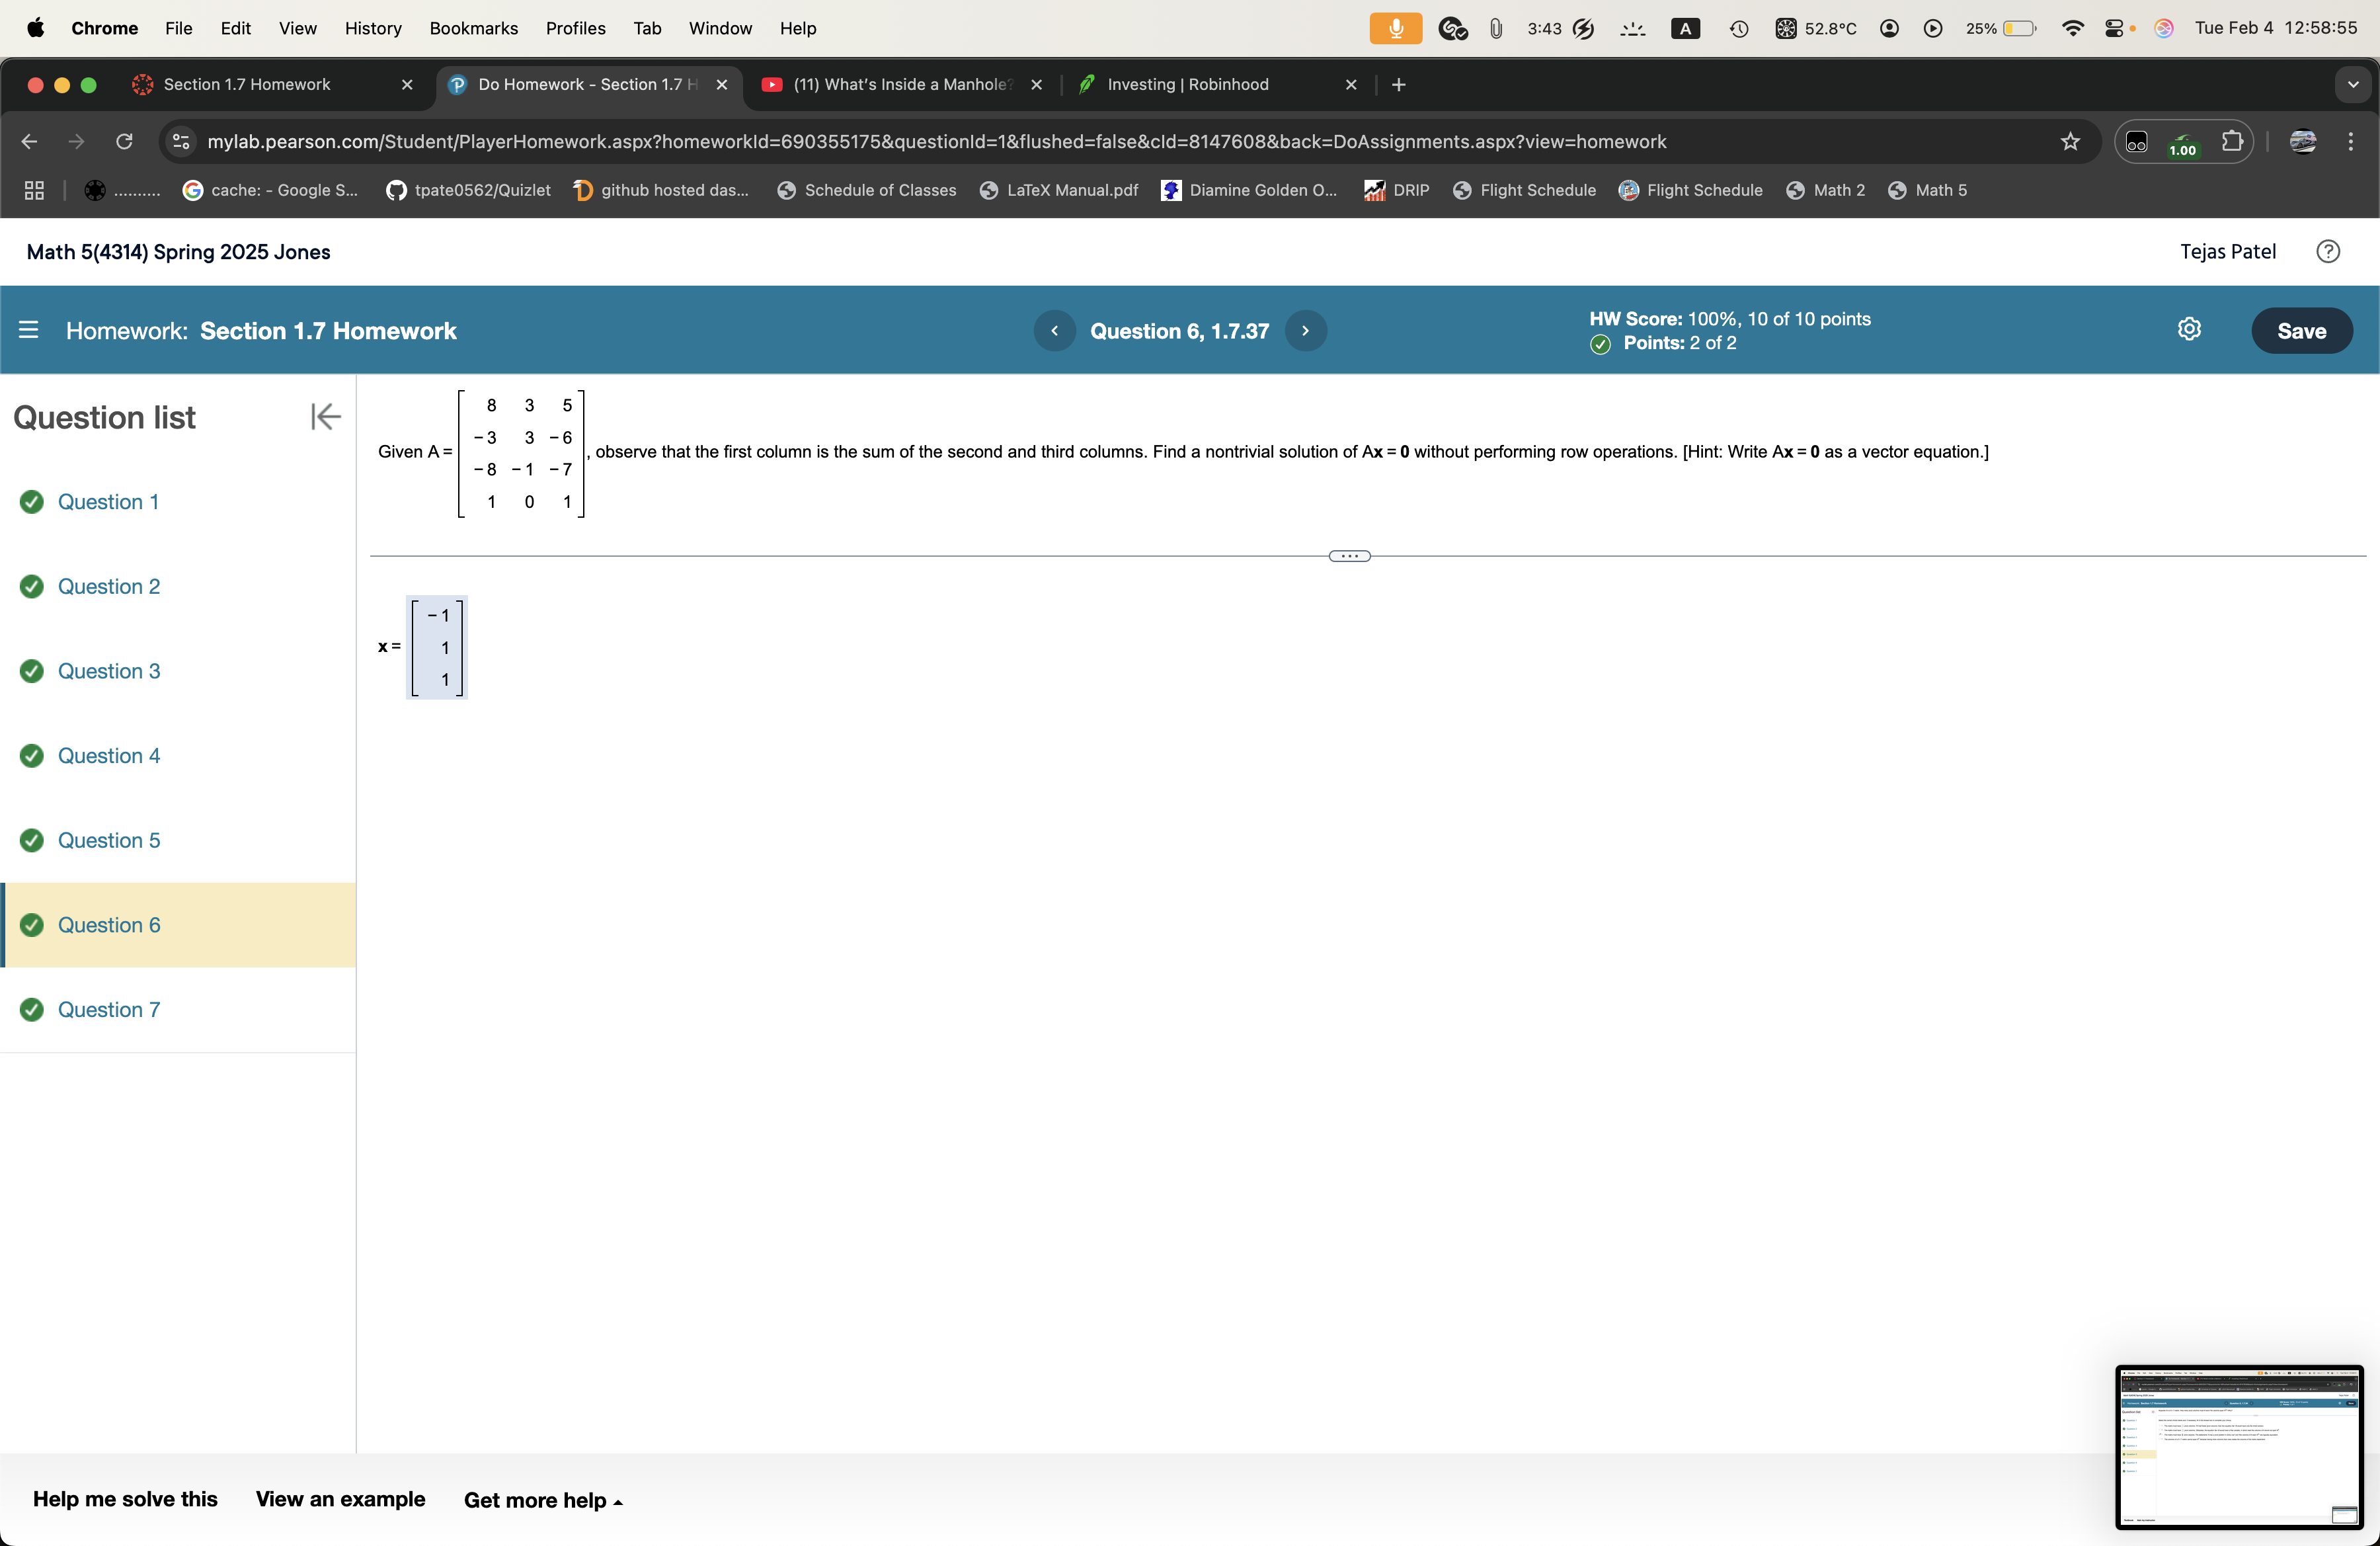 Chrome File Edit View History Bookmarks Profiles Tab Window Help 3:43 A 52.8°C 25% Tue Feb 4 12:58:55
Section 1.7 Homework Do Homework - Section 1.7 H (11) What's Inside a Manhole? Investing | Robinhood
mylab.pearson.com/Student/PlayerHomework.aspx?homeworkId=690355175&questionId=1&flushed=false&cId=8147608&back=DoAssignments.aspx?view=homework 1.00
.......... cache: - Google S... tpate0562/Quizlet github hosted das... Schedule of Classes LaTeX Manual.pdf Diamine Golden O... DRIP Flight Schedule Flight Schedule Math 2 Math 5
Math 5(4314) Spring 2025 Jones Tejas Patel
Homework: Section 1.7 Homework Question 6, 1.7.37 HW Score: 100%, 10 of 10 points
Points: 2 of 2
Save
Question list
Question 1
Question 2
Question 3
Question 4
Question 5
Question 6
Question 7
8 3 5
-3 3 -6
Given A = , observe that the first column is the sum of the second and third columns. Find a nontrivial solution of Ax = 0 without performing row operations. [Hint: Write Ax = 0 as a vector equation.]
-8 -1 -7
1 0 1
-1
x = 1
1
Help me solve this View an example Get more help